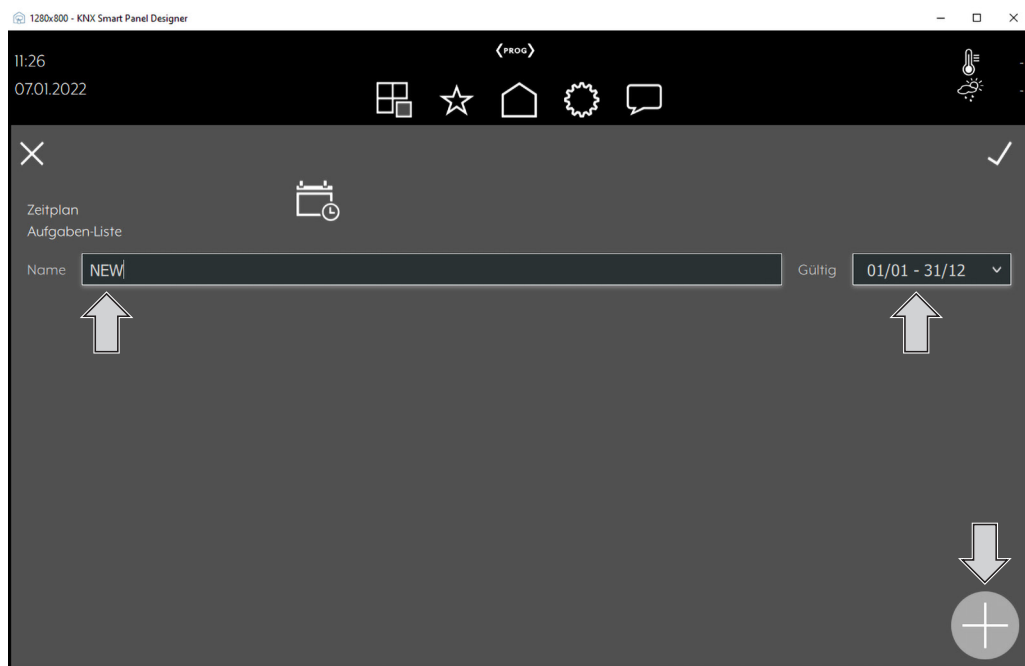 1280x800 - KNX Smart Panel Designer
11:26
PROG
07.01.2022
Zeitplan
Aufgaben-Liste
Name NEW Gültig 01/01 - 31/12